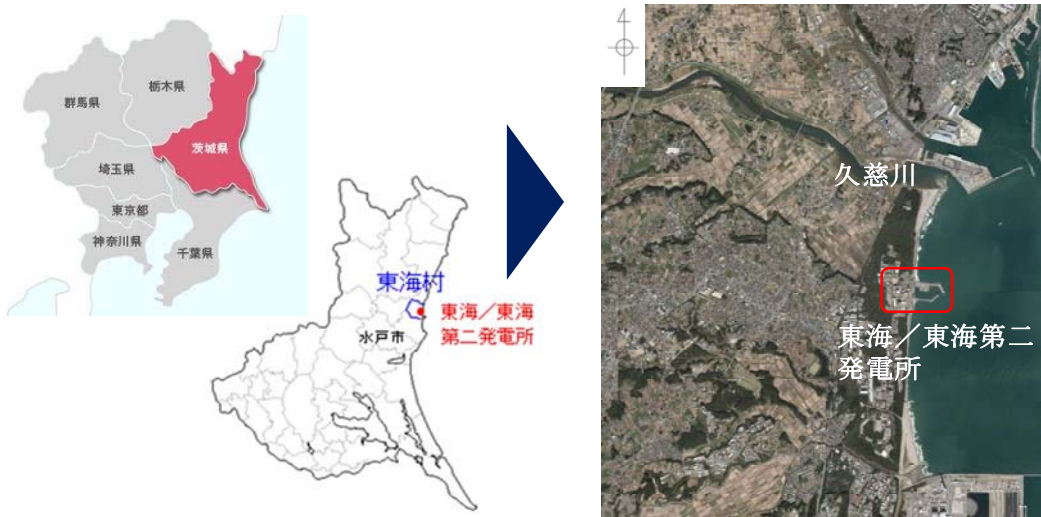 栃木県
群馬県
茨城県
埼玉県
東京都
神奈川県
千葉県
東海村
東海／東海
第二発電所
水戸市
4
久慈川
東海／東海第二
発電所